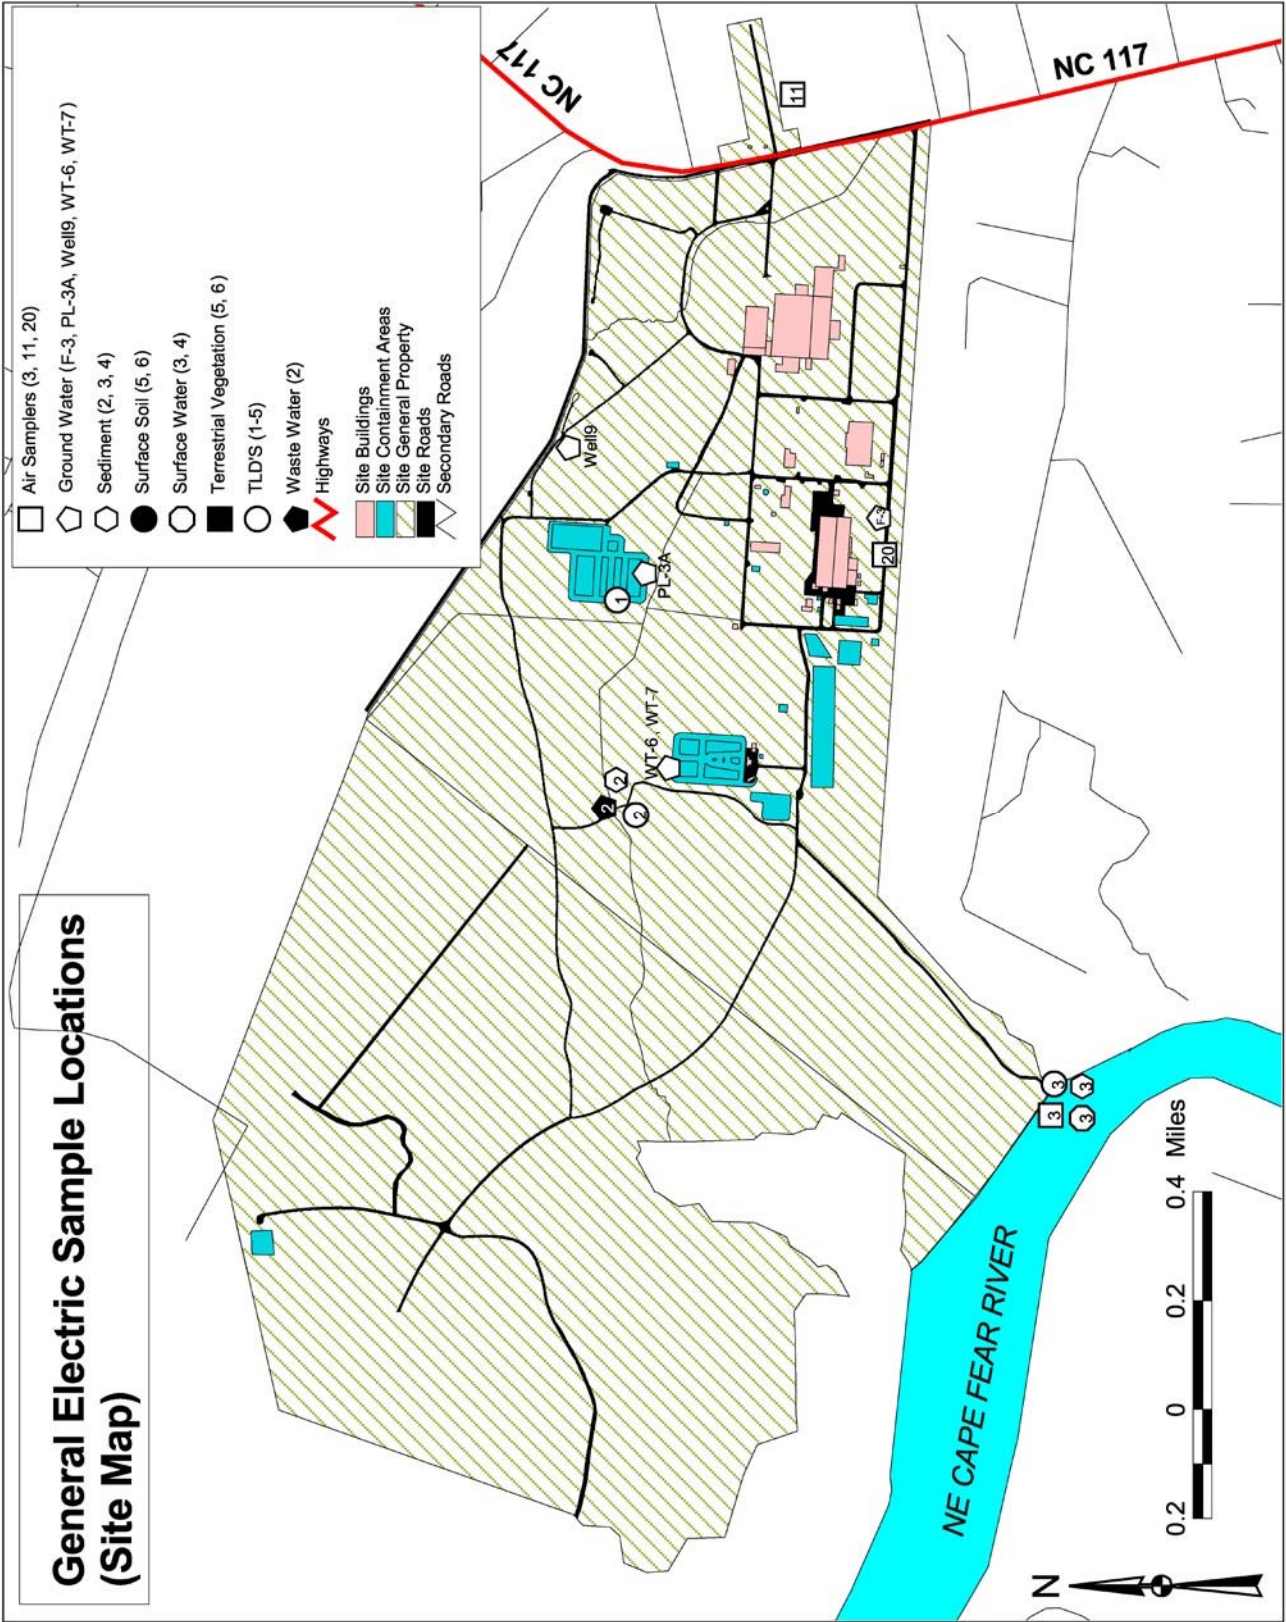 General Electric Sample Locations
(Site Map)
Air Samplers (3, 11, 20)
Ground Water (F-3, PL-3A, Well9, WT-6, WT-7)
Sediment (2, 3, 4)
Surface Soil (5, 6)
Surface Water (3, 4)
Terrestrial Vegetation (5, 6)
TLD'S (1-5)
Waste Water (2)
Highways
Site Buildings
Site Containment Areas
Site General Property
Site Roads
Secondary Roads
NC 117
11
NC 117
Well9
1
PL-3A
2
2
2
WT-6, WT-7
F-3
20
3
3
3
3
NE CAPE FEAR RIVER
N
0.2
0
0.2
0.4
Miles